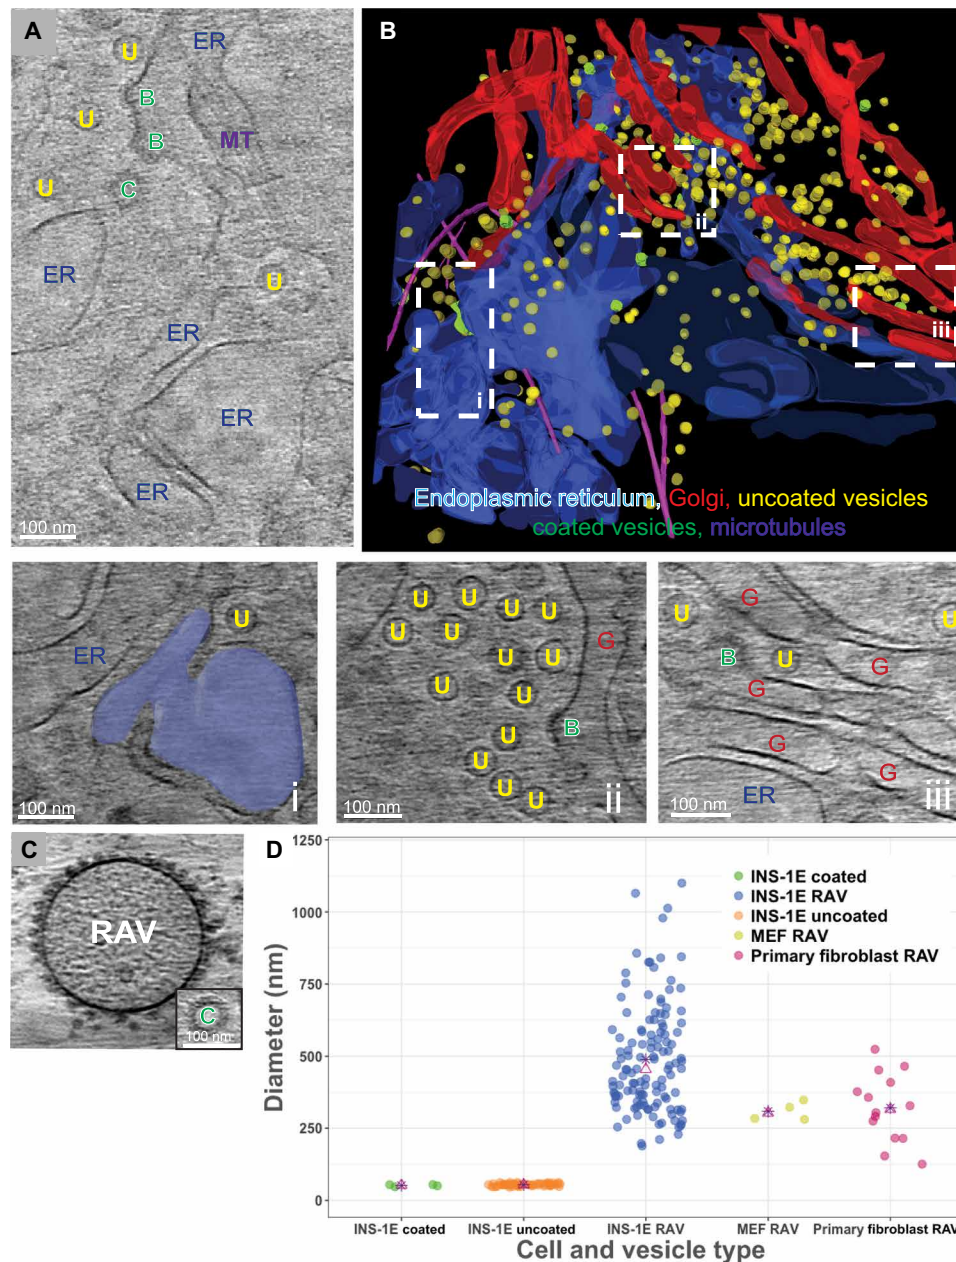 A
U
ER
B
U
B
MT
U
C
ER
U
ER
ER
ER
100 nm
B
ii
iii
i
Endoplasmic reticulum, Golgi, uncoated vesicles
coated vesicles, microtubules
U
ER
i
100 nm
U
U
U
U
U
U
G
U
U
U
U
B
U
U
U
U
ii
100 nm
G
U
U
B
U
G
G
G
G
ER
iii
100 nm
C
RAV
C
100 nm
D
1250
1000
750
500
250
0
Diameter (nm)
INS-1E coated
INS-1E RAV
INS-1E uncoated
MEF RAV
Primary fibroblast RAV
INS-1E coated INS-1E uncoated INS-1E RAV MEF RAV Primary fibroblast RAV
Cell and vesicle type